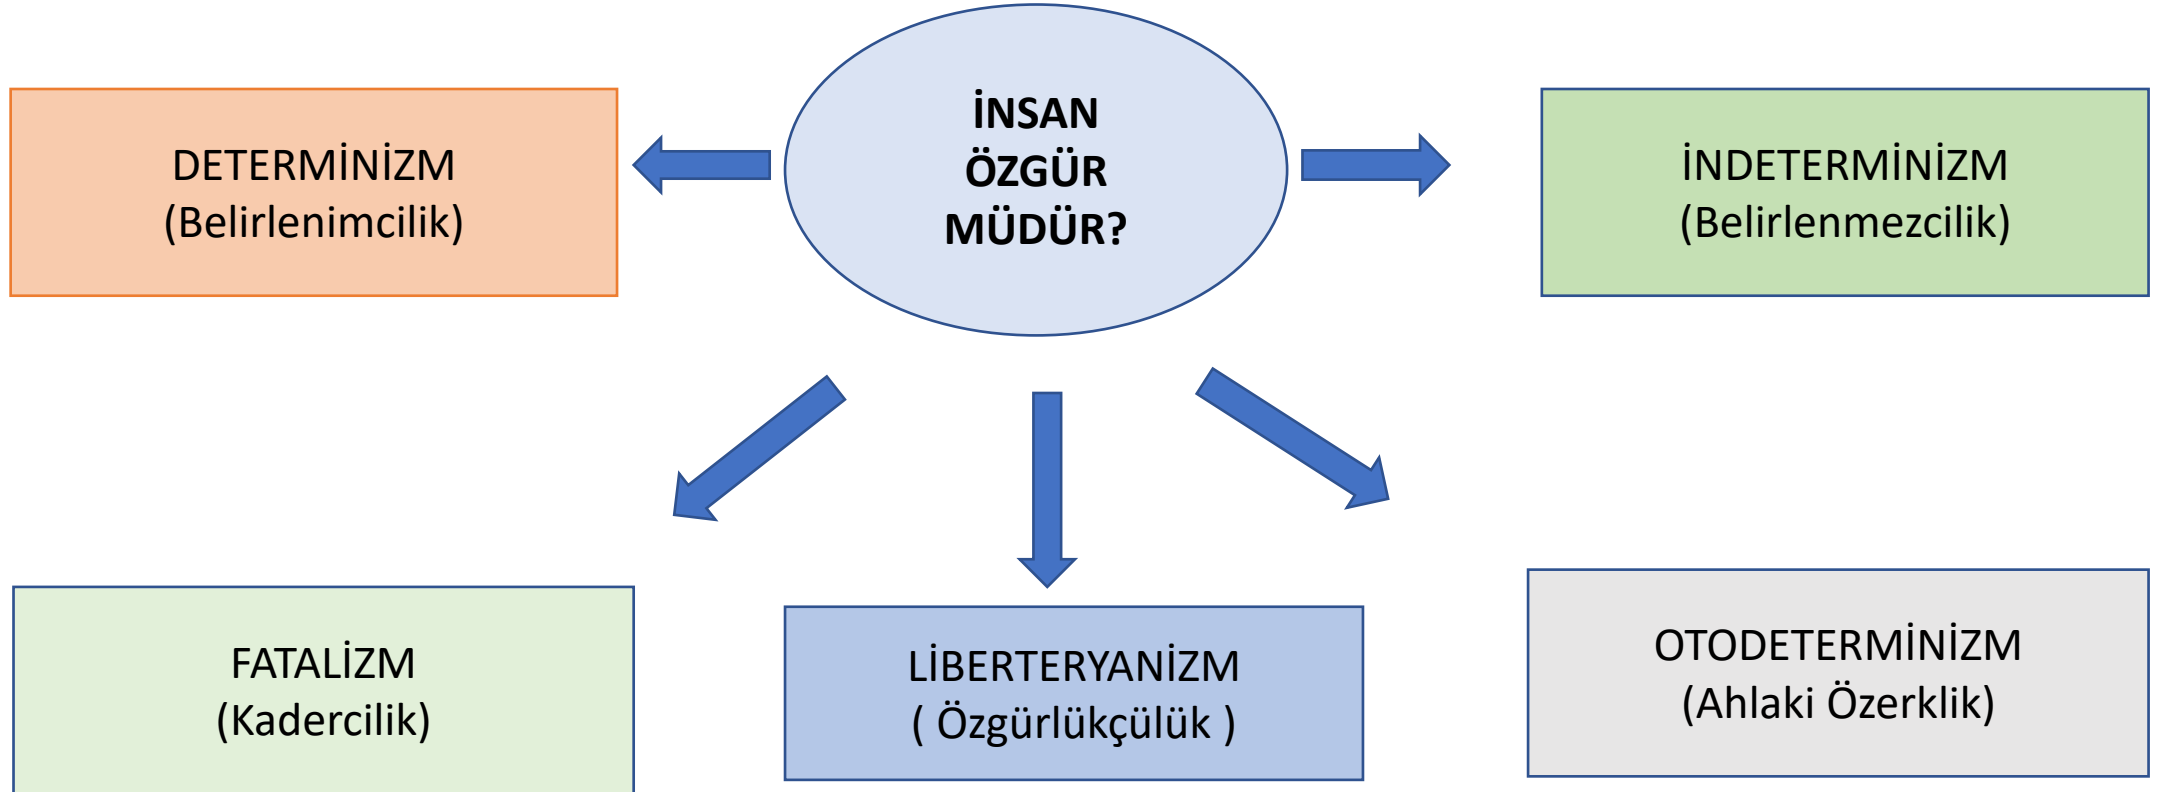 İNSAN
ÖZGÜR
MÜDÜR?
DETERMİNİZM
(Belirlenimcilik)
İNDETERMİNİZM
(Belirlenmezcilik)
FATALİZM
(Kadercilik)
LİBERTERYANİZM
( Özgürlükçülük )
OTODETERMİNİZM
(Ahlaki Özerklik)